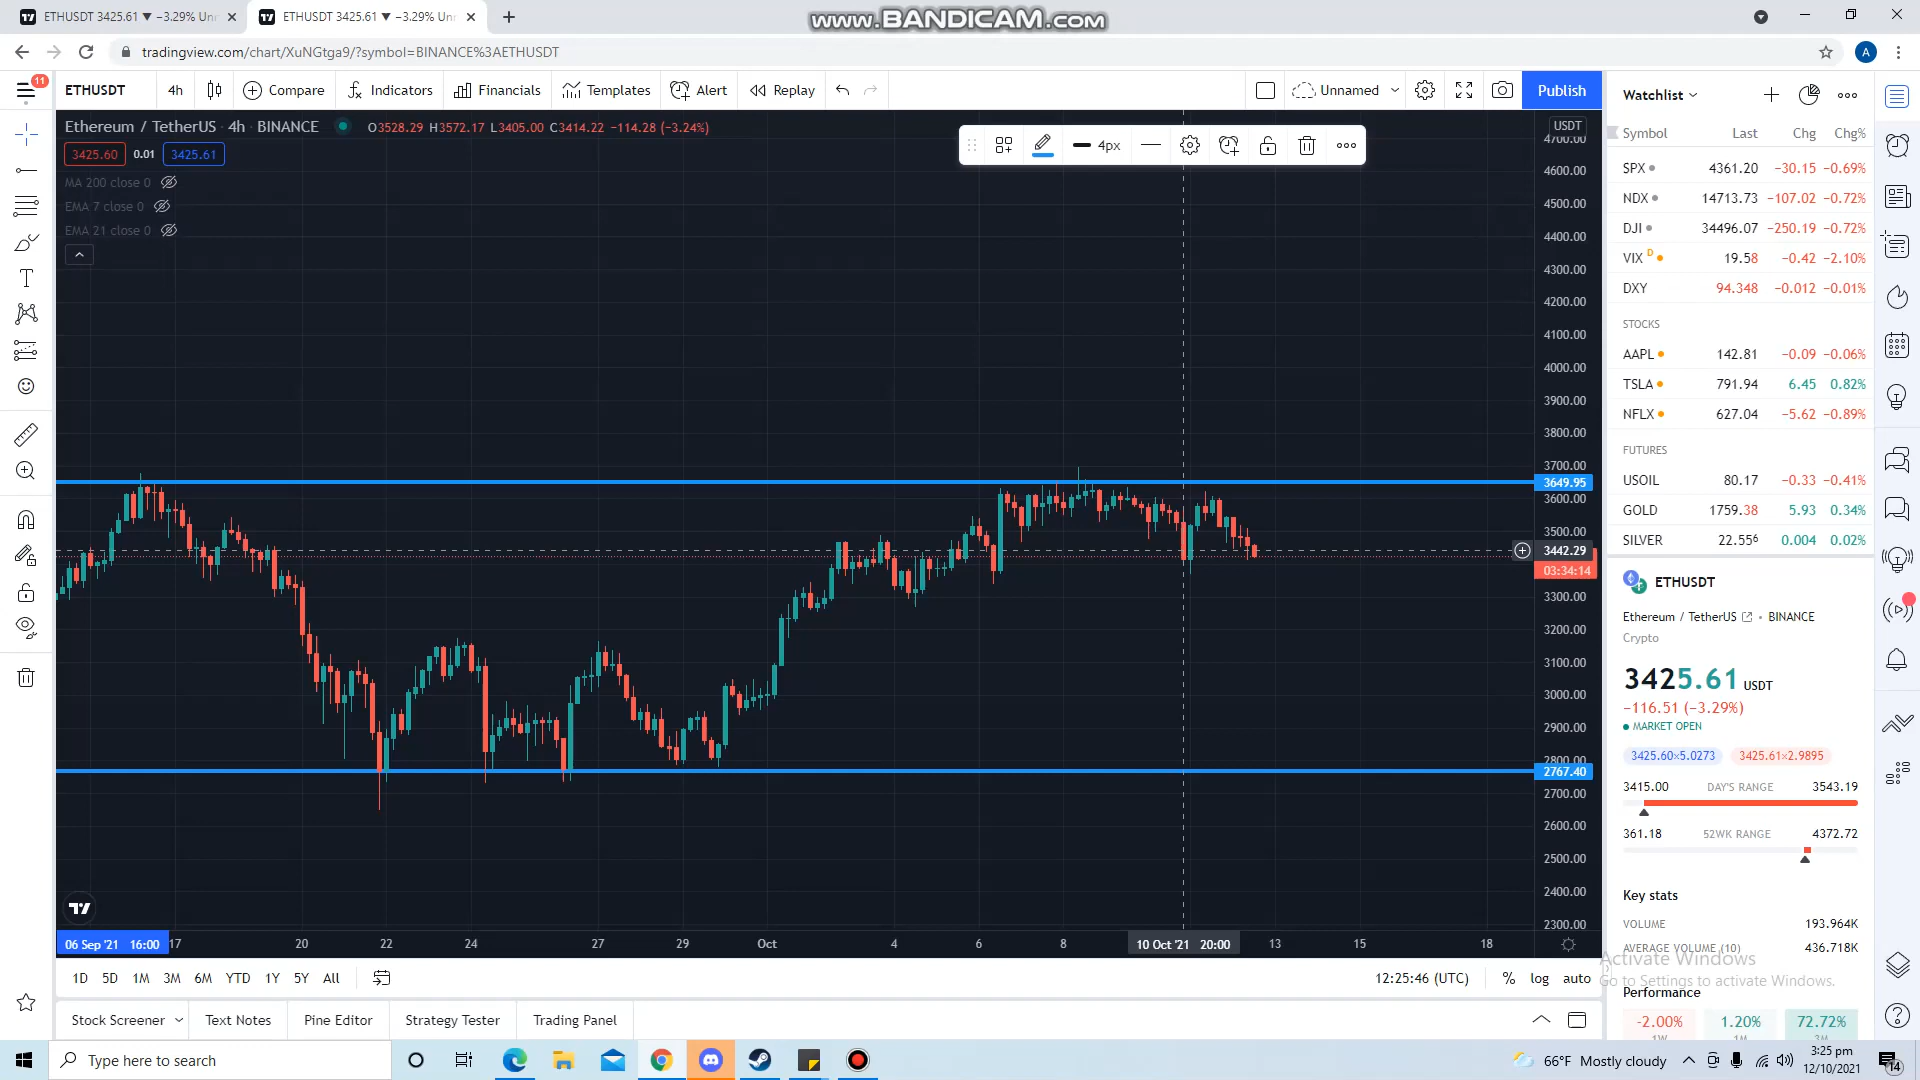 ETHUSDT 3425.61 ▼ −3.29% Unn
ETHUSDT 3425.61 ▼ −3.29% Unn
www.BANDICAM.com
tradingview.com/chart/XuNGtga9/?symbol=BINANCE%3AETHUSDT
A
11
ETHUSDT 4h Compare Indicators Financials Templates Alert Replay Unnamed Publish
Ethereum / TetherUS · 4h · BINANCE O3528.29 H3572.17 L3405.00 C3414.22 −114.28 (−3.24%)
3425.60 0.01 3425.61
MA 200 close 0
EMA 7 close 0
EMA 21 close 0
4px
USDT
4700.00
4600.00
4500.00
4400.00
4300.00
4200.00
4100.00
4000.00
3900.00
3800.00
3700.00
3649.95
3600.00
3500.00
3442.29
03:34:14
3300.00
3200.00
3100.00
3000.00
2900.00
2800.00
2767.40
2700.00
2600.00
2500.00
2400.00
2300.00
06 Sep '21 16:00 17 20 22 24 27 29 Oct 4 6 8 10 Oct '21 20:00 13 15 18
1D 5D 1M 3M 6M YTD 1Y 5Y All 12:25:46 (UTC) % log auto
Stock Screener Text Notes Pine Editor Strategy Tester Trading Panel
Watchlist
Symbol Last Chg Chg%
SPX 4361.20 −30.15 −0.69%
NDX 14713.73 −107.02 −0.72%
DJI 34496.07 −250.19 −0.72%
VIX D 19.58 −0.42 −2.10%
DXY 94.348 −0.012 −0.01%
STOCKS
AAPL 142.81 −0.09 −0.06%
TSLA 791.94 6.45 0.82%
NFLX 627.04 −5.62 −0.89%
FUTURES
USOIL 80.17 −0.33 −0.41%
GOLD 1759.38 5.93 0.34%
SILVER 22.556 0.004 0.02%
ETHUSDT
Ethereum / TetherUS • BINANCE
Crypto
3425.61 USDT
−116.51 (−3.29%)
MARKET OPEN
3425.60×5.0273 3425.61×2.9895
3415.00 DAY'S RANGE 3543.19
361.18 52WK RANGE 4372.72
Key stats
VOLUME 193.964K
AVERAGE VOLUME (10) 436.718K
Activate Windows
Go to Settings to activate Windows.
Performance
-2.00% 1.20% 72.72%
1W 1M 3M
Type here to search
66°F Mostly cloudy
3:25 pm
12/10/2021
14